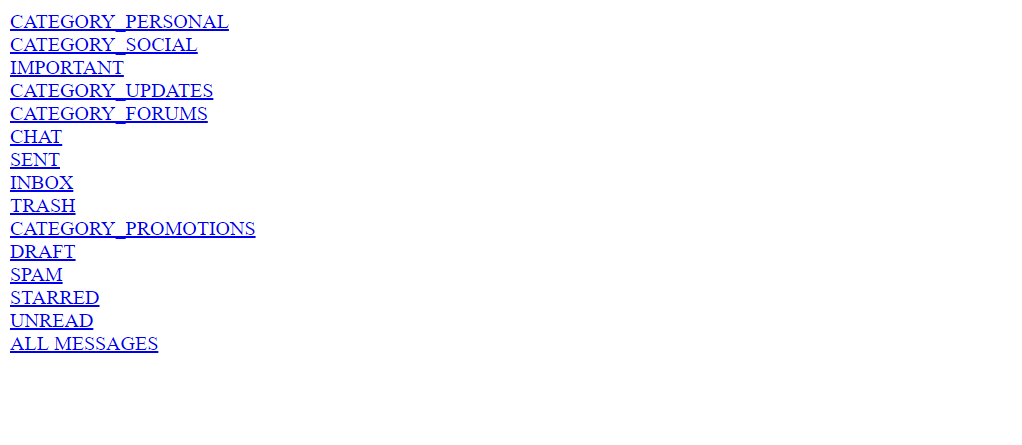 CATEGORY_PERSONAL
CATEGORY_SOCIAL
IMPORTANT
CATEGORY_UPDATES
CATEGORY_FORUMS
CHAT
SENT
INBOX
TRASH
CATEGORY_PROMOTIONS
DRAFT
SPAM
STARRED
UNREAD
ALL MESSAGES